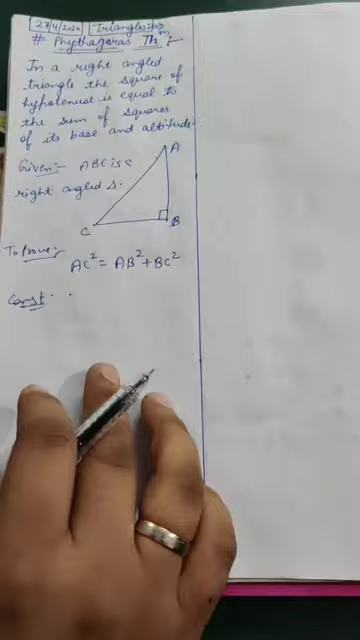 27/4/2020 Triangles
# Phythagoras Thm :-
In a right angled
triangle the square of
hypotenuse is equal to
the sum of squares
of its base and altitude.
Given:- ABC is a
right angled Δ.
A
B
C
To Prove:-
AC² = AB² + BC²
Const.